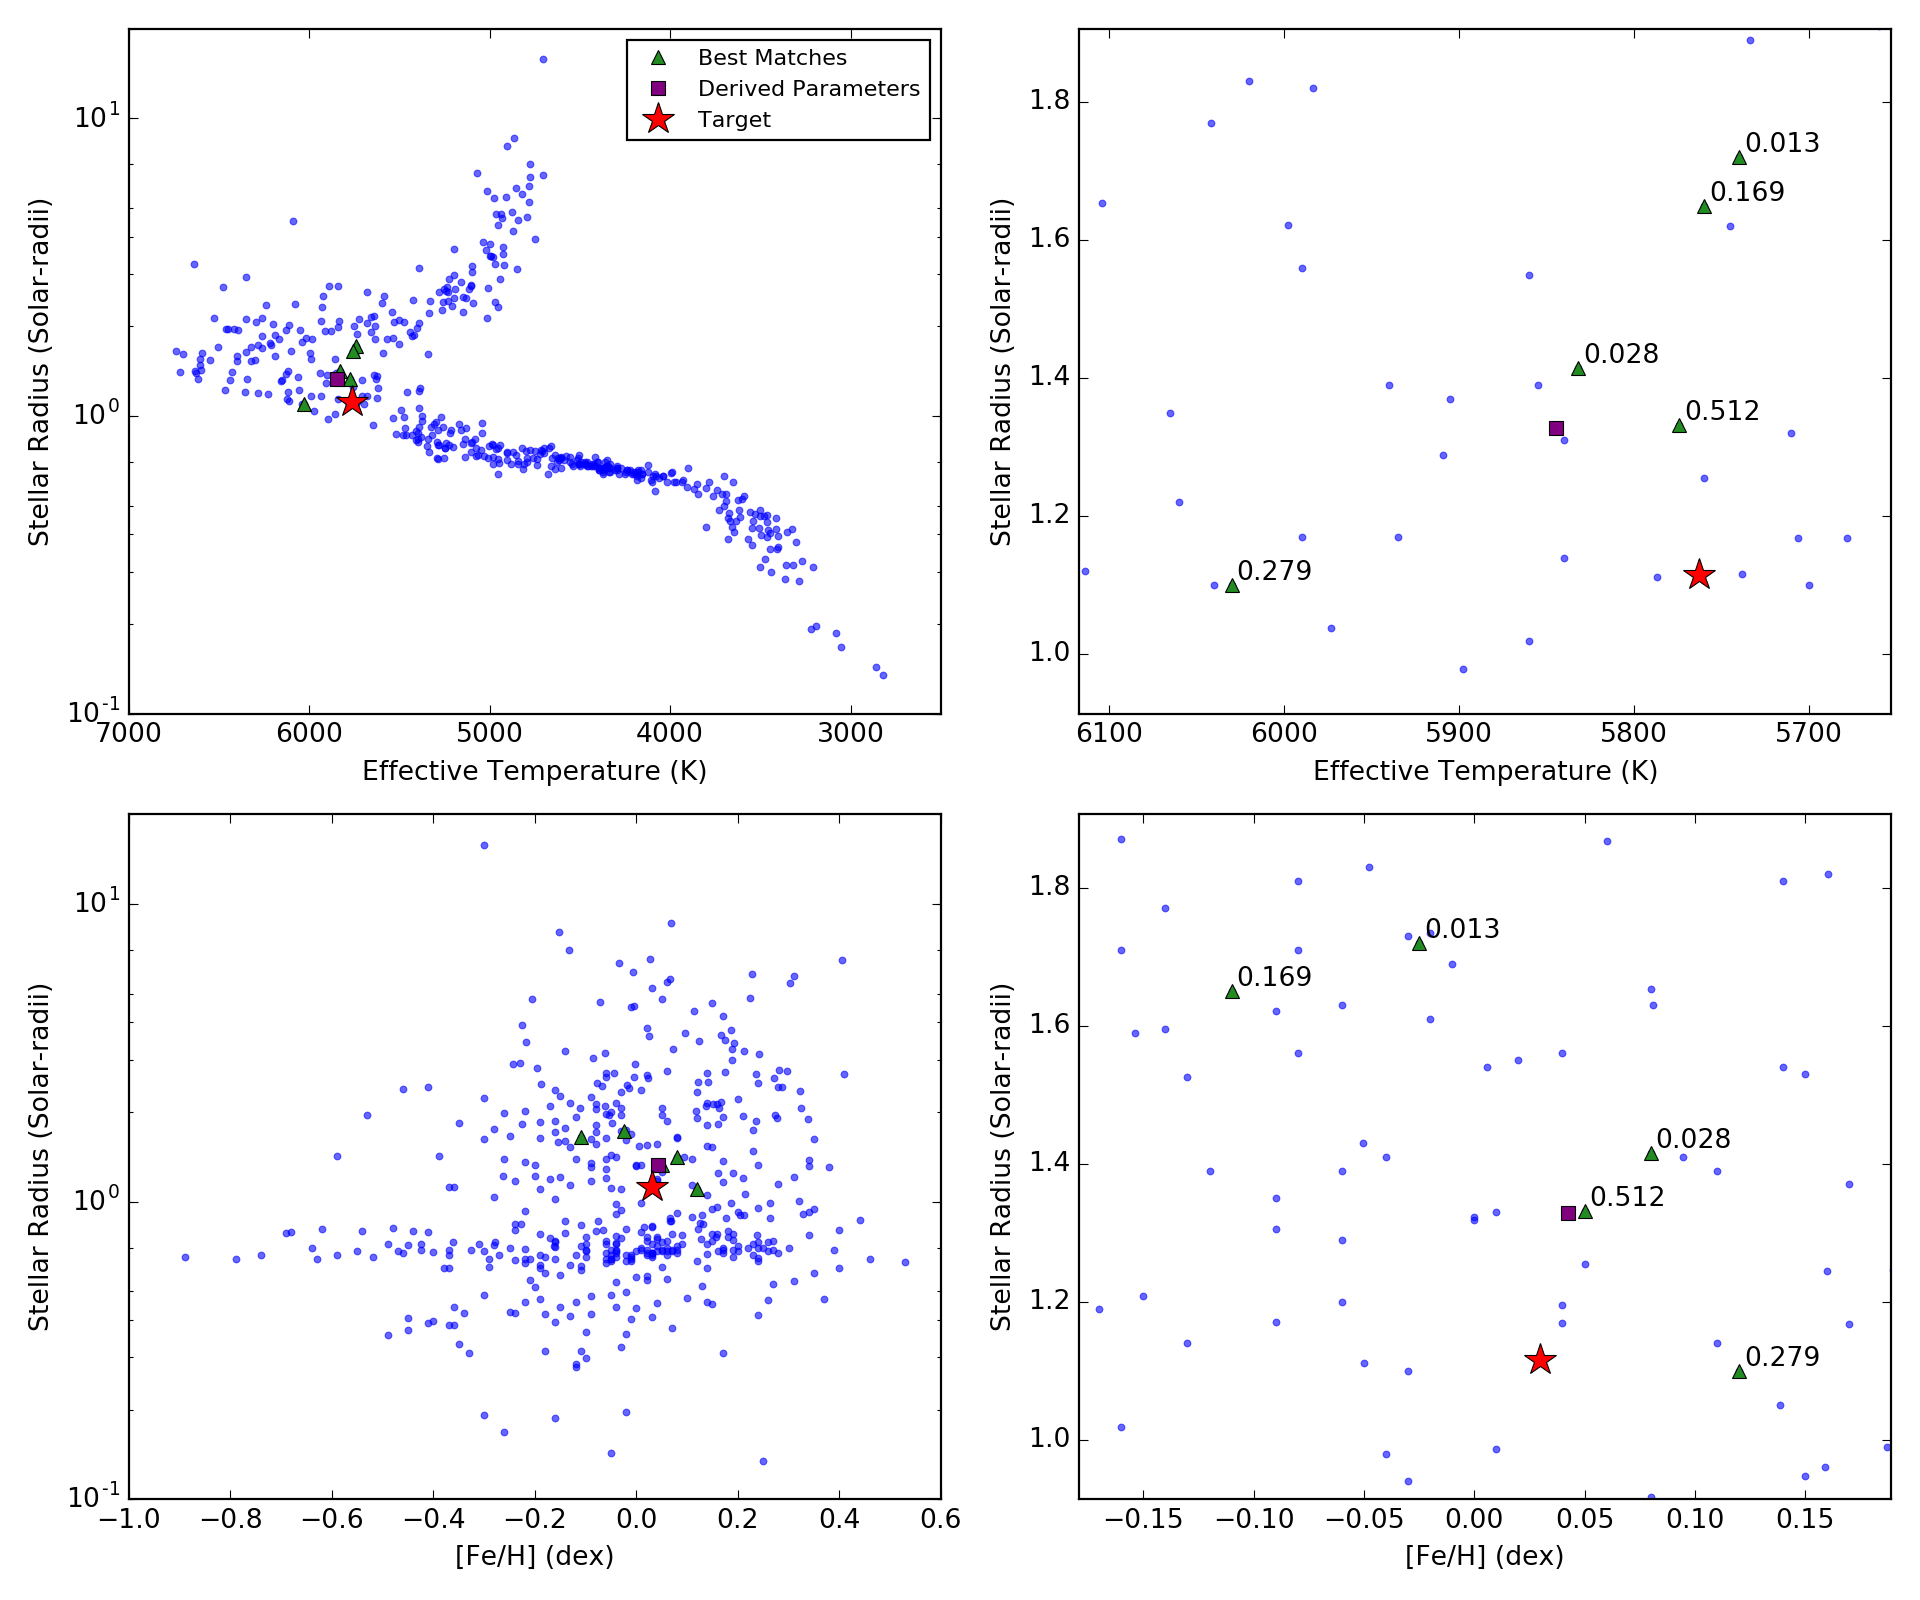 Best Matches
Derived Parameters
Target
10^1
10^0
10^-1
Stellar Radius (Solar-radii)
7000 6000 5000 4000 3000
Effective Temperature (K)
1.8
1.6
1.4
1.2
1.0
Stellar Radius (Solar-radii)
0.013
0.169
0.028
0.512
0.279
6100 6000 5900 5800 5700
Effective Temperature (K)
10^1
10^0
10^-1
Stellar Radius (Solar-radii)
−1.0 −0.8 −0.6 −0.4 −0.2 0.0 0.2 0.4 0.6
[Fe/H] (dex)
1.8
1.6
1.4
1.2
1.0
Stellar Radius (Solar-radii)
0.013
0.169
0.028
0.512
0.279
−0.15 −0.10 −0.05 0.00 0.05 0.10 0.15
[Fe/H] (dex)